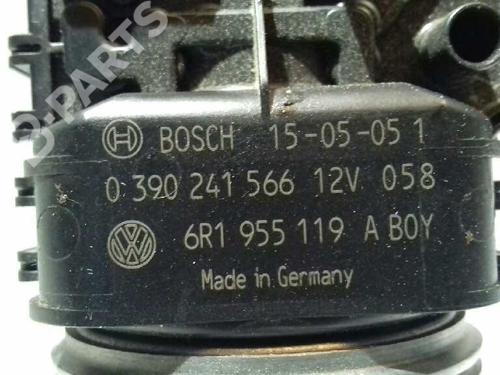 B-PARTS
BOSCH 15-05-05 1
0 390 241 566 12V 058
6R1 955 119 A BOY
Made in Germany